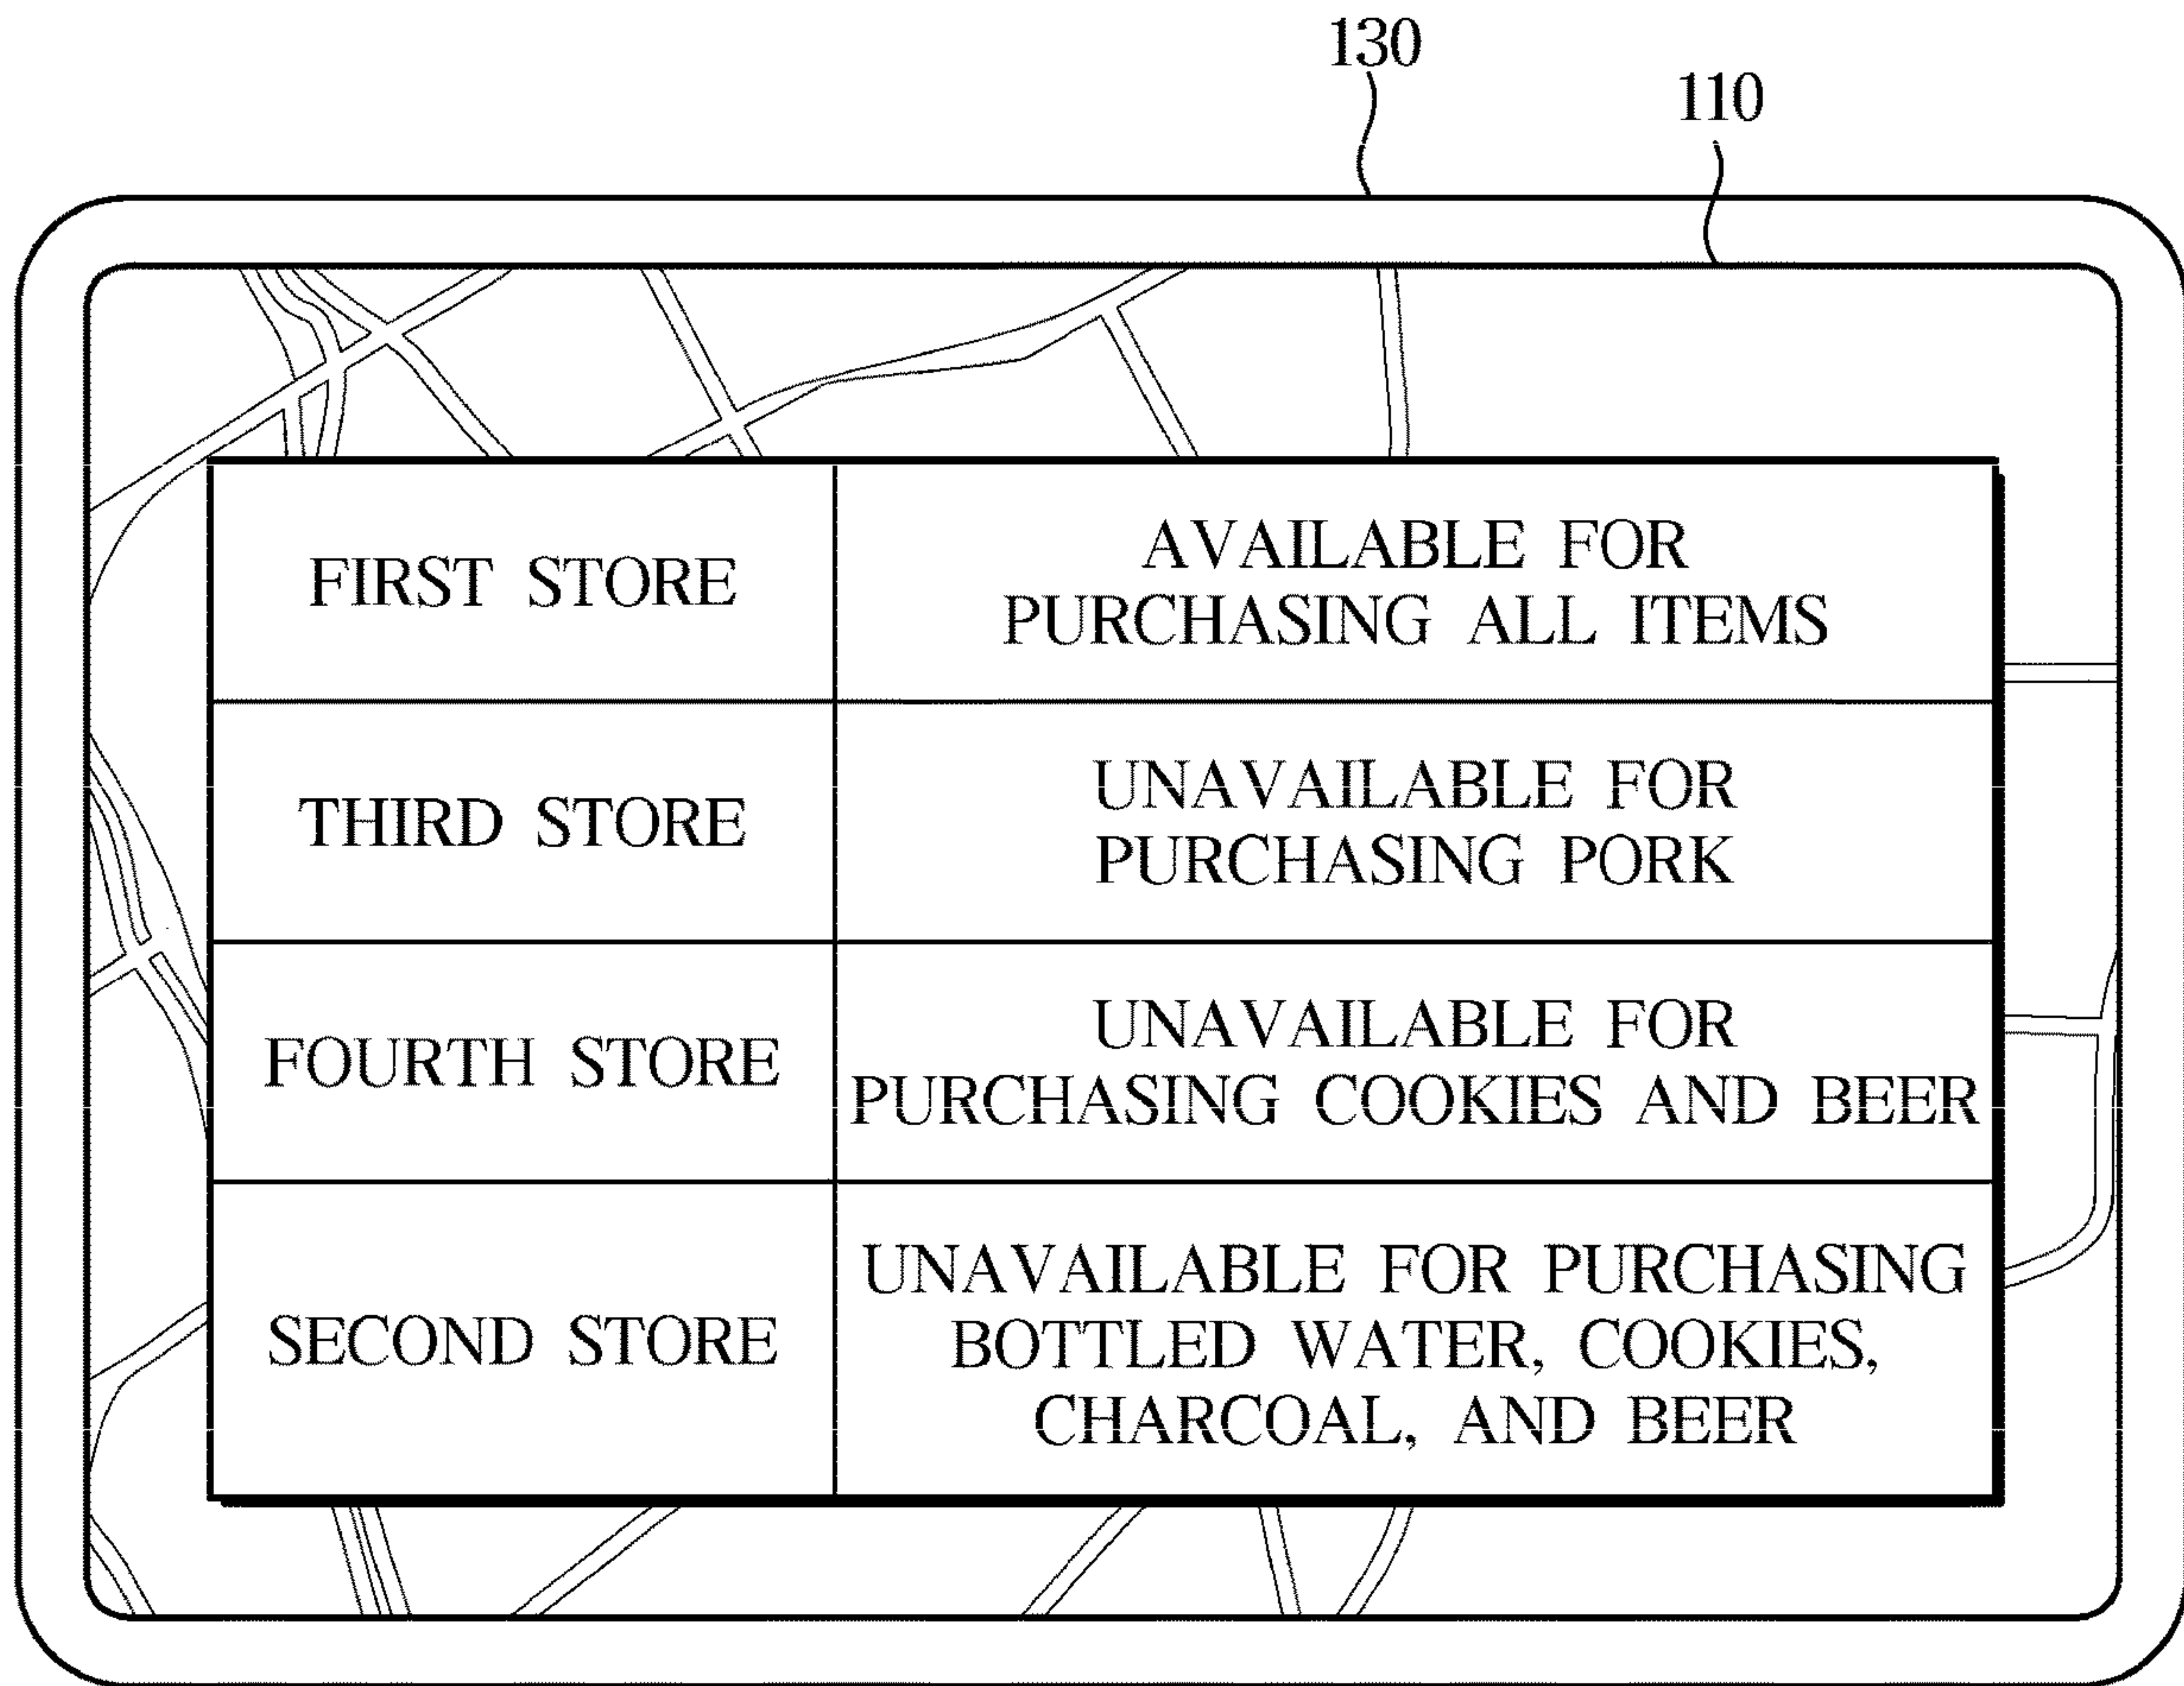 130
110
FIRST STORE
AVAILABLE FOR
PURCHASING ALL ITEMS
THIRD STORE
UNAVAILABLE FOR
PURCHASING PORK
FOURTH STORE
UNAVAILABLE FOR
PURCHASING COOKIES AND BEER
SECOND STORE
UNAVAILABLE FOR PURCHASING
BOTTLED WATER, COOKIES,
CHARCOAL, AND BEER